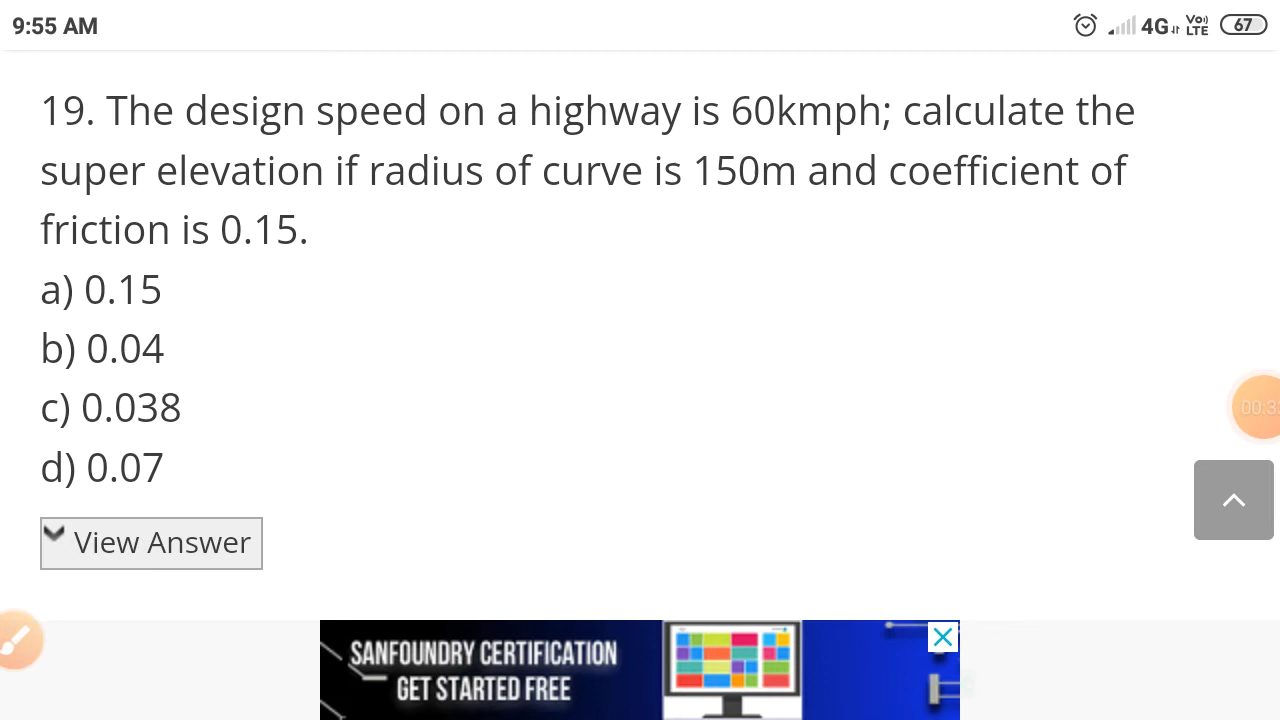 9:55 AM
4G VoLTE 67
19. The design speed on a highway is 60kmph; calculate the
super elevation if radius of curve is 150m and coefficient of
friction is 0.15.
a) 0.15
b) 0.04
c) 0.038
00:3
d) 0.07
View Answer
SANFOUNDRY CERTIFICATION
GET STARTED FREE